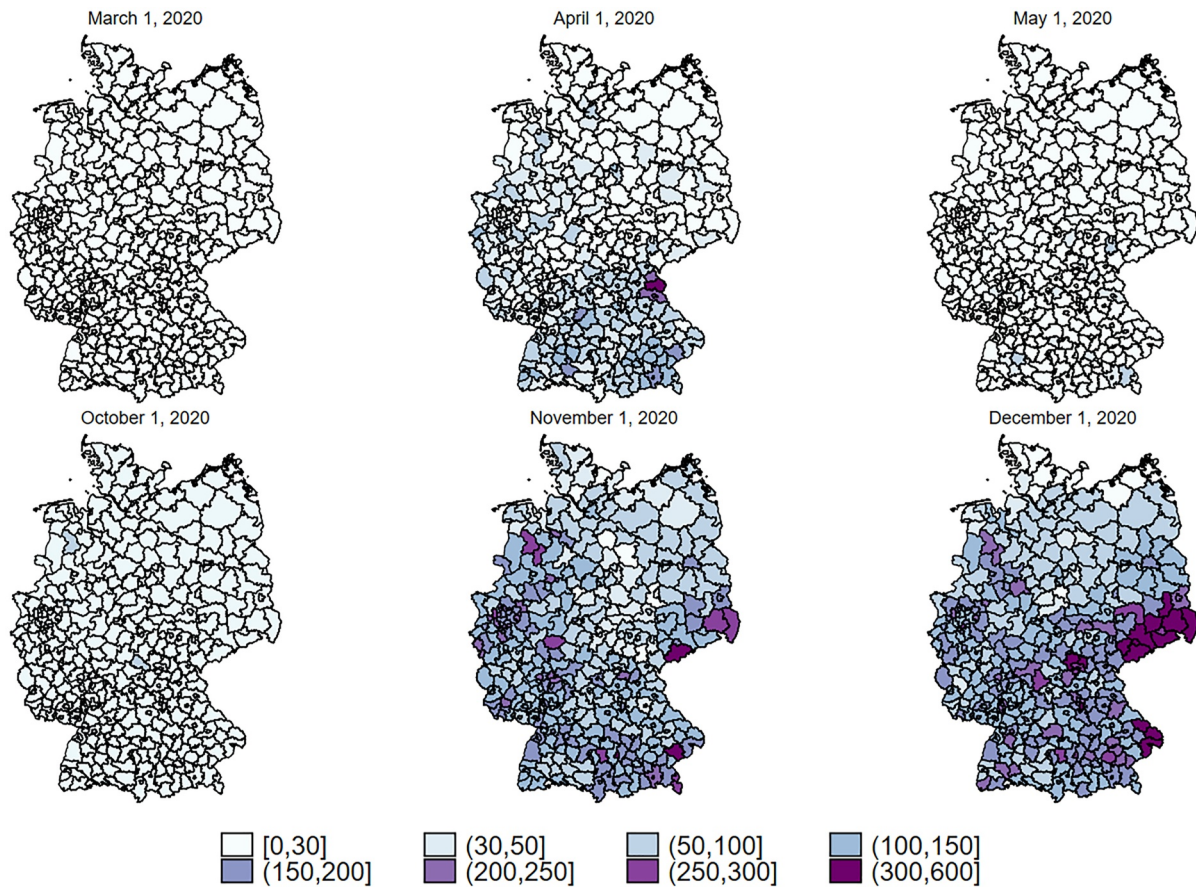 March 1, 2020
April 1, 2020
May 1, 2020
October 1, 2020
November 1, 2020
December 1, 2020
[0,30] (30,50] (50,100] (100,150]
(150,200] (200,250] (250,300] (300,600]